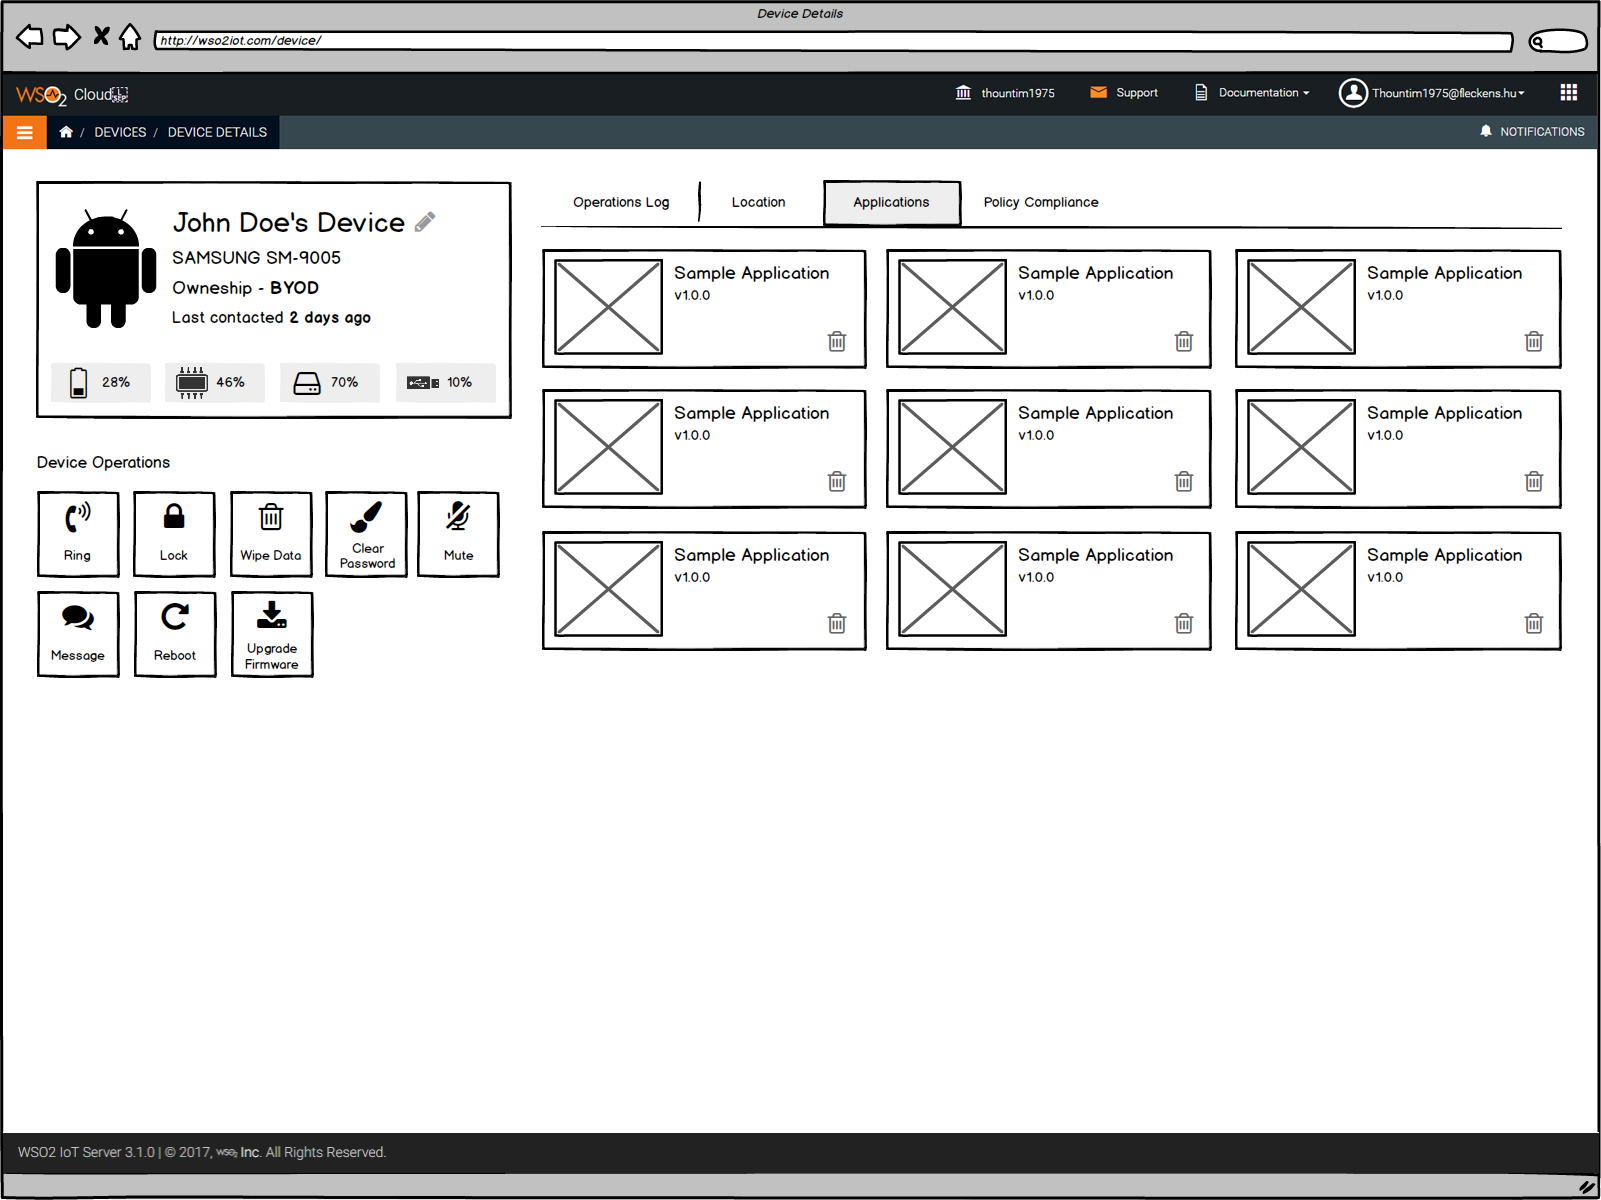 Device Details
http://wso2iot.com/device/
WSO2 Cloud
thountim1975
Support
Documentation
Thountim1975@fleckens.hu
/ DEVICES / DEVICE DETAILS
NOTIFICATIONS
John Doe's Device
SAMSUNG SM-9005
Owneship - BYOD
Last contacted 2 days ago
28%
46%
70%
10%
Device Operations
Ring
Lock
Wipe Data
Clear
Password
Mute
Message
Reboot
Upgrade
Firmware
Operations Log
Location
Applications
Policy Compliance
Sample Application
v1.0.0
Sample Application
v1.0.0
Sample Application
v1.0.0
Sample Application
v1.0.0
Sample Application
v1.0.0
Sample Application
v1.0.0
Sample Application
v1.0.0
Sample Application
v1.0.0
Sample Application
v1.0.0
WSO2 IoT Server 3.1.0 | © 2017, WSO2 Inc. All Rights Reserved.